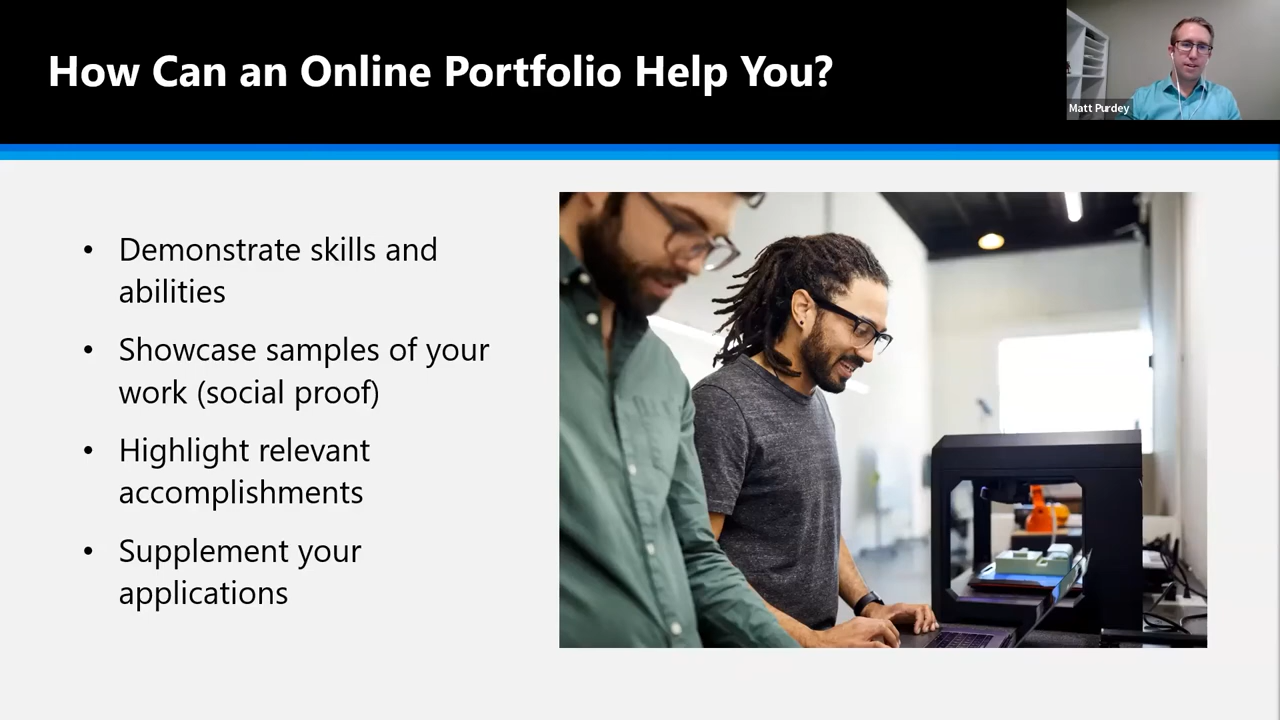 How Can an Online Portfolio Help You?
Matt Purdey
• Demonstrate skills and
abilities
• Showcase samples of your
work (social proof)
• Highlight relevant
accomplishments
• Supplement your
applications